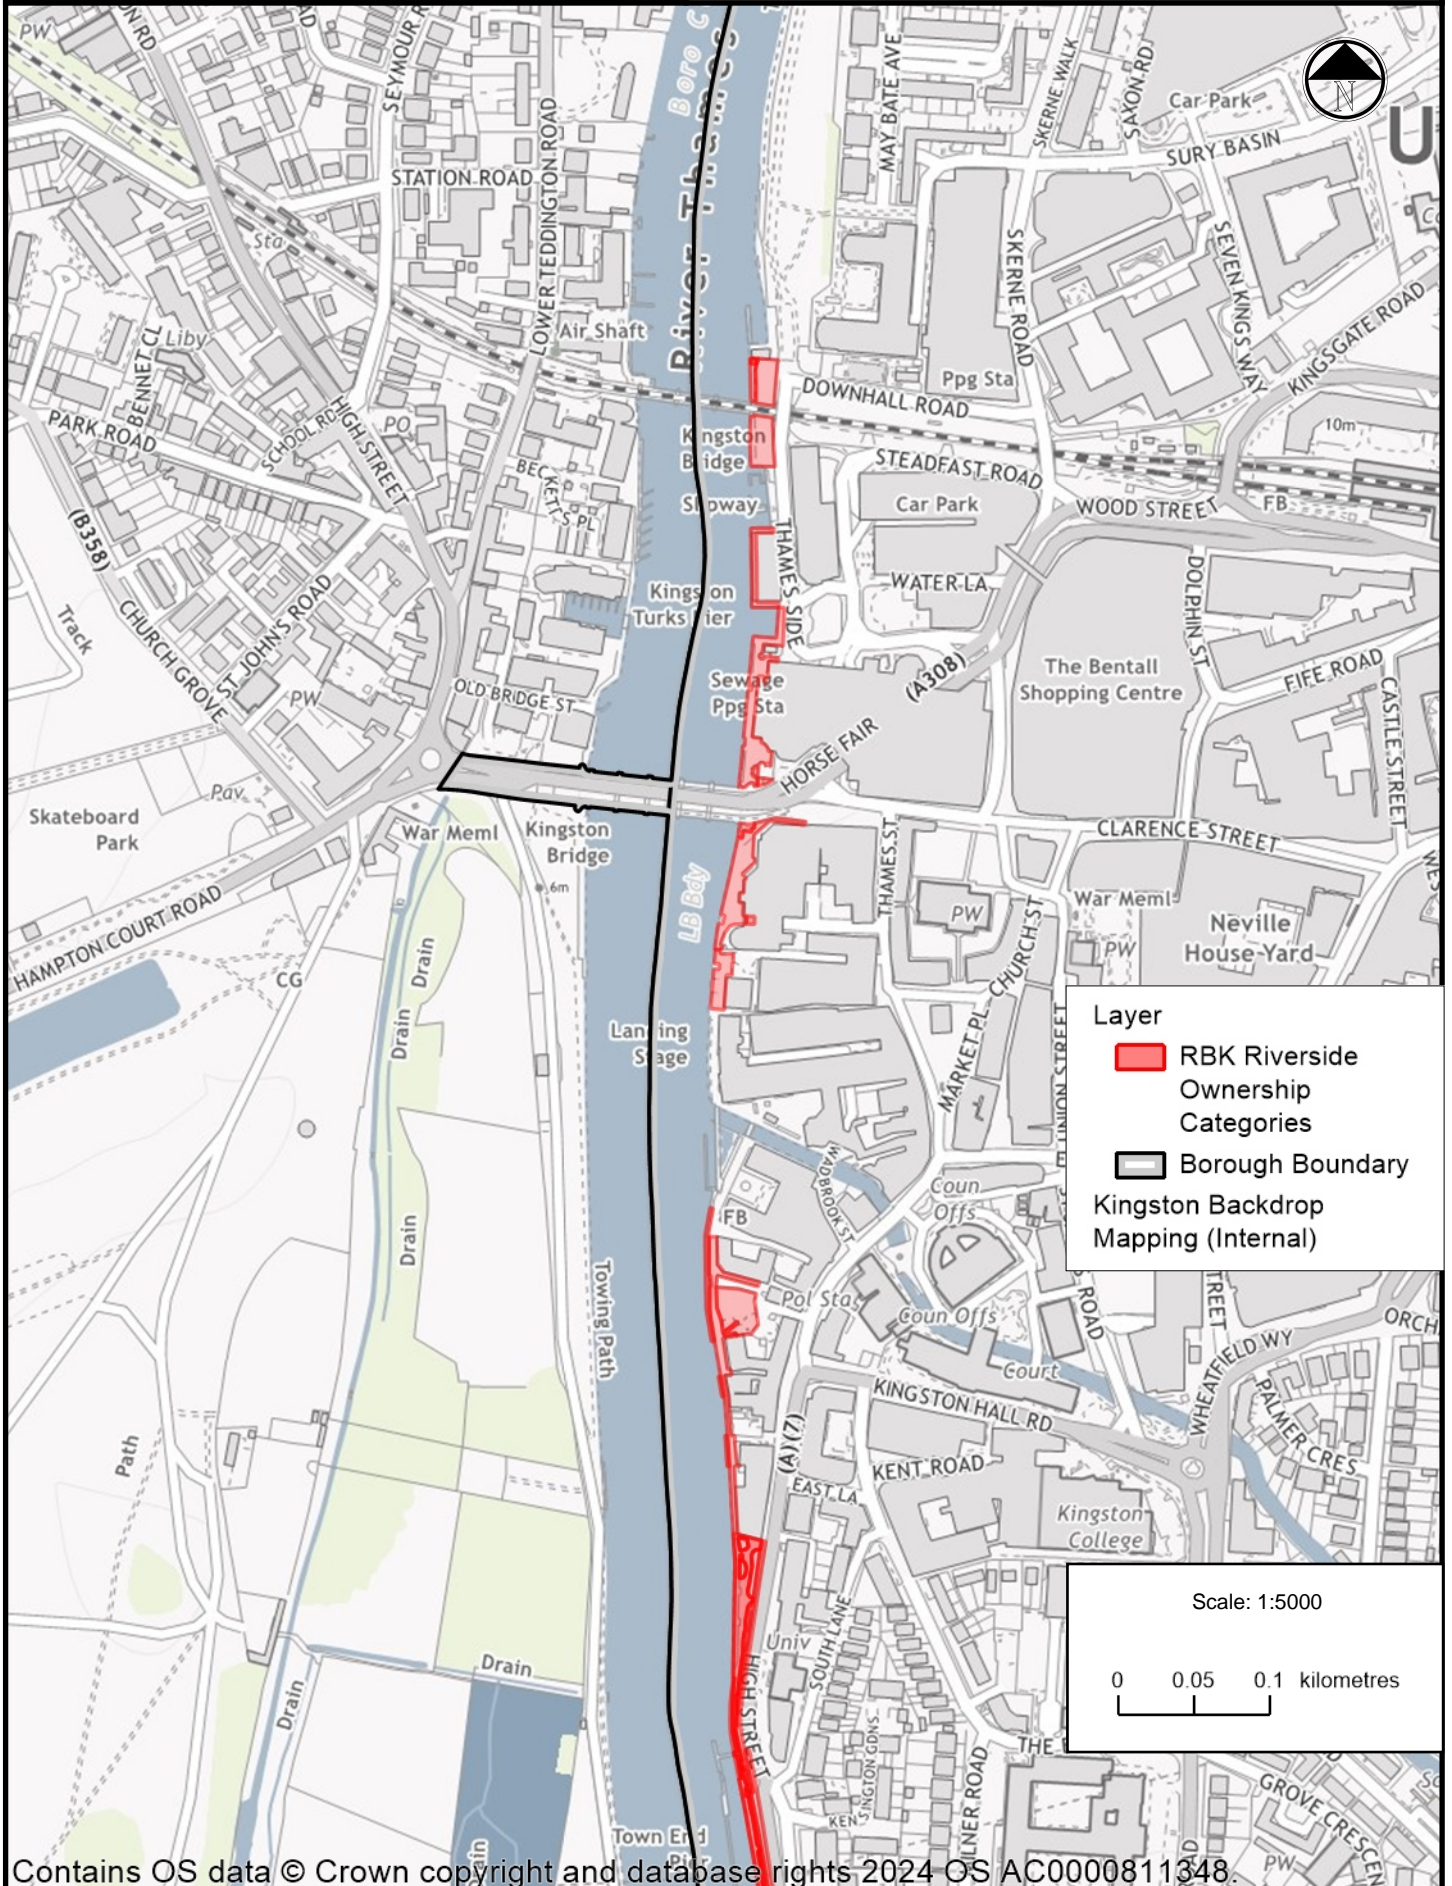 PW
SEYMOUR R
Boro C
MAY BATE AVE
SKERNE WALK
SAXON RD
Car Park
N
U
SURY BASIN
STATION ROAD
LOWER TEDDINGTON ROAD
River Thames
Sta
SKERNE ROAD
SEVEN KINGS WAY
KINGSGATE ROAD
Air Shaft
Liby
BENNET CL
Ppg Sta
DOWNHALL ROAD
PARK ROAD
SCHOOL RD
HIGH STREET
PO
10m
Kingston
Bridge
STEADFAST ROAD
BECKETT'S PL
Car Park
WOOD STREET
FB
(B358)
THAMES SIDE
WATER LA
DOLPHIN ST
Kingston
Turks Pier
Track
CHURCH GROVE
ST JOHN'S ROAD
PW
OLD BRIDGE ST
Sewage
Ppg Sta
(A308)
The Bentall
Shopping Centre
FIFE ROAD
CASTLE STREET
HORSE FAIR
Pav
Skateboard
Park
War Meml
Kingston
Bridge
6m
CLARENCE STREET
THAMES ST
LB Bdy
HAMPTON COURT ROAD
PW
CHURCH ST
War Meml
PW
Neville
House Yard
CG
Drain
Drain
Landing
Stage
MARKET PL
UNION STREET
Layer
RBK Riverside
Ownership
Categories
Borough Boundary
Kingston Backdrop
Mapping (Internal)
WADBROOK ST
Coun
Offs
FB
Drain
Towing Path
Pol Sta
Coun Offs
ROAD
TREET
ORCH
WHEATFIELD WY
Court
KINGSTON HALL RD
PALMER CRES
Path
(A)(7)
KENT ROAD
EAST LA
Kingston
College
Scale: 1:5000
0 0.05 0.1 kilometres
SOUTH LANE
Univ
HIGH STREET
Drain
Drain
THE
GROVE CRESCEN
Town End
PW
Contains OS data © Crown copyright and database rights 2024 OS AC0000811348.